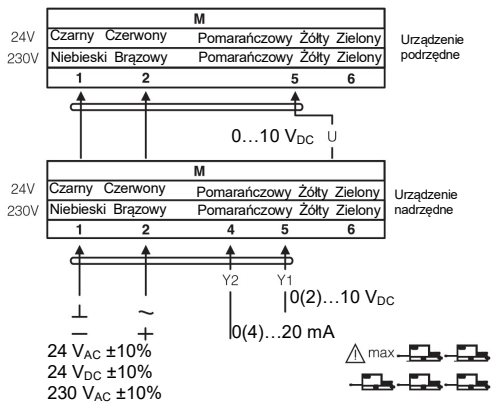 M
24V Czarny Czerwony Pomarańczowy Żółty Zielony
230V Niebieski Brązowy Pomarańczowy Żółty Zielony
1 2 5 6
Urządzenie
podrzędne
0…10 VDC U
M
24V Czarny Czerwony Pomarańczowy Żółty Zielony
230V Niebieski Brązowy Pomarańczowy Żółty Zielony
1 2 4 5 6
Urządzenie
nadrzędne
Y2 Y1
0(2)…10 VDC
⊥ ~
− +
0(4)…20 mA
24 VAC ±10%
24 VDC ±10%
230 VAC ±10%
max